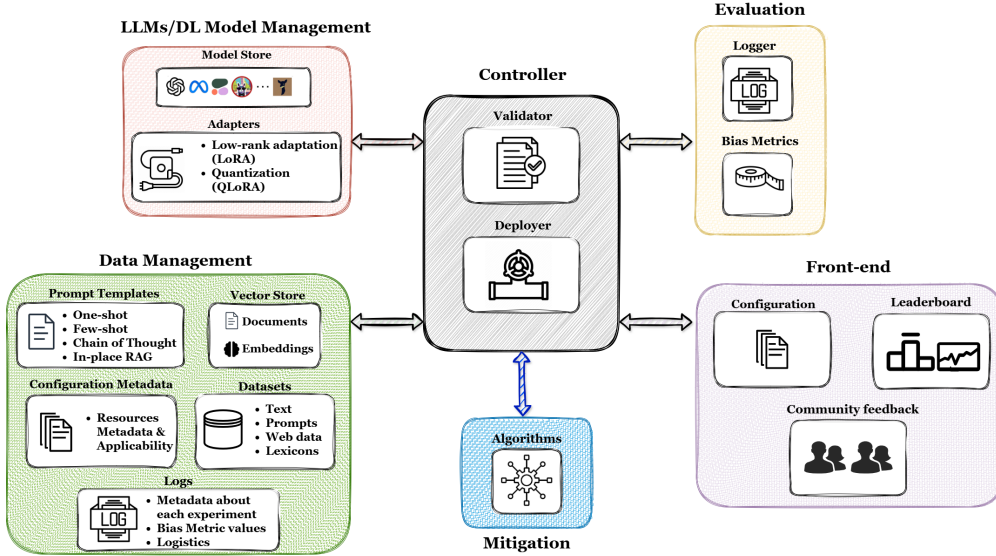 LLMs/DL Model Management
Model Store
Adapters
• Low-rank adaptation
(LoRA)
• Quantization
(QLoRA)
Controller
Validator
Deployer
Evaluation
Logger
LOG
Bias Metrics
Data Management
Prompt Templates
• One-shot
• Few-shot
• Chain of Thought
• In-place RAG
Vector Store
Documents
Embeddings
Configuration Metadata
• Resources
Metadata &
Applicability
Datasets
• Text
• Prompts
• Web data
• Lexicons
Logs
LOG
• Metadata about
each experiment
• Bias Metric values
• Logistics
Algorithms
Mitigation
Front-end
Configuration
Leaderboard
Community feedback